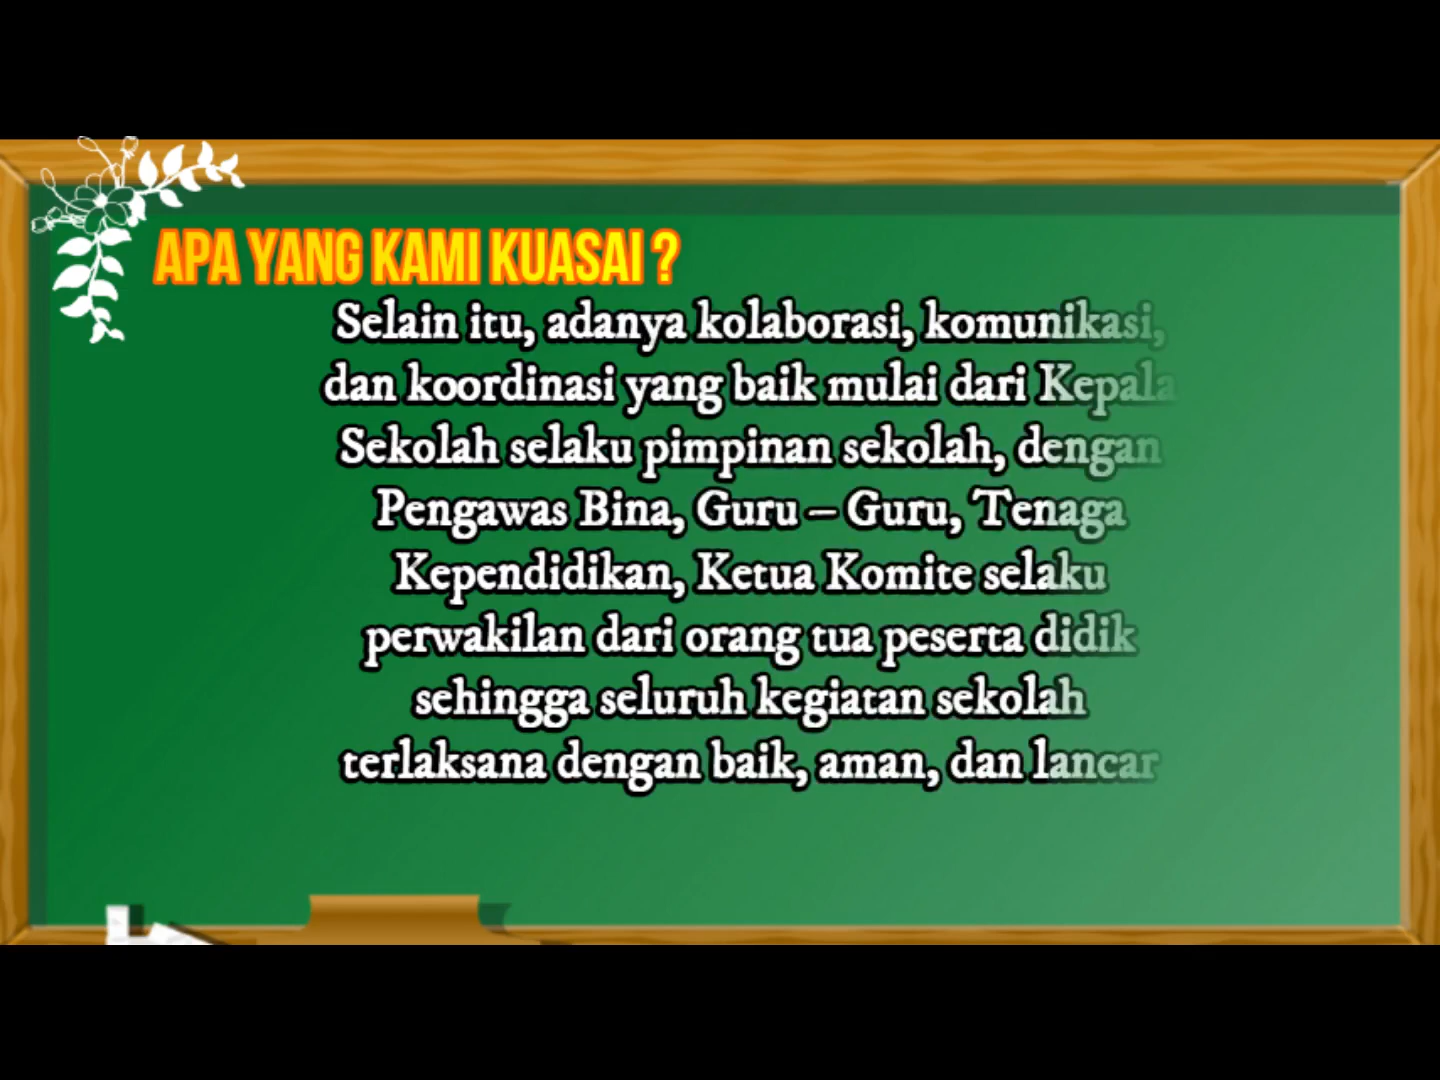 APA YANG KAMI KUASAI ?
Selain itu, adanya kolaborasi, komunikasi,
dan koordinasi yang baik mulai dari Kepala
Sekolah selaku pimpinan sekolah, dengan
Pengawas Bina, Guru – Guru, Tenaga
Kependidikan, Ketua Komite selaku
perwakilan dari orang tua peserta didik
sehingga seluruh kegiatan sekolah
terlaksana dengan baik, aman, dan lancar